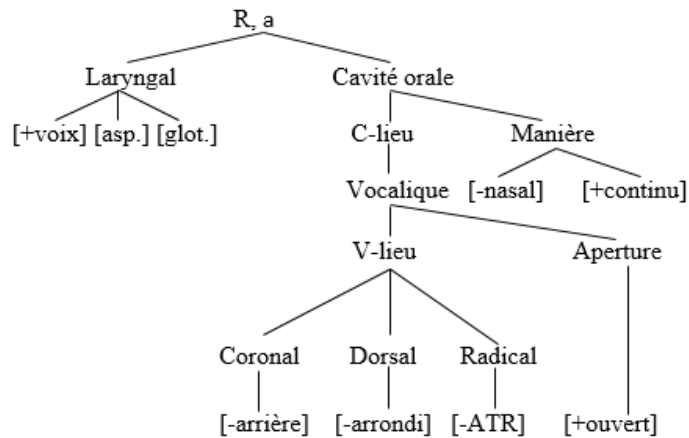 R, a
Laryngal Cavité orale
[+voix] [asp.] [glot.] C-lieu Manière
Vocalique [-nasal] [+continu]
V-lieu Aperture
Coronal Dorsal Radical
[-arrière] [-arrondi] [-ATR] [+ouvert]